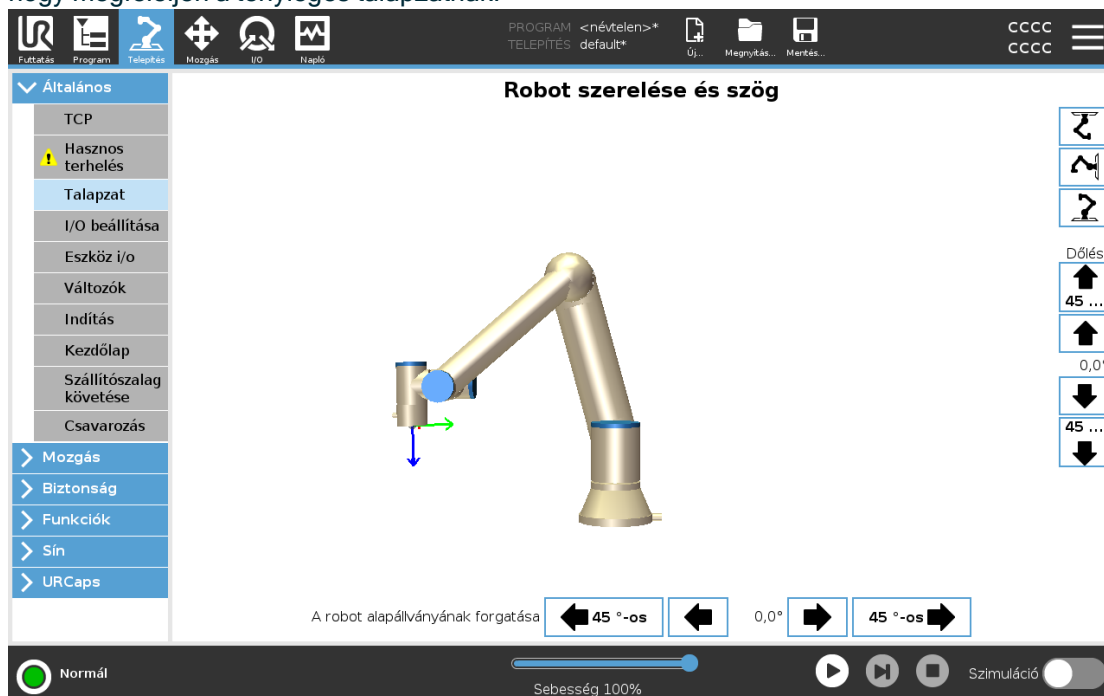 hogy megfeleljen a tényleges talapzatnak.
PROGRAM <névtelen>*
TELEPÍTÉS default*
CCCC
CCCC
Futtatás Program Telepítés Mozgás I/O Napló
Új... Megnyitás... Mentés...
Általános
Robot szerelése és szög
TCP
Hasznos
terhelés
Talapzat
I/O beállítása
Eszköz i/o
Változók
Indítás
Kezdőlap
Szállítószalag
követése
Csavarozás
Mozgás
Biztonság
Funkciók
Sín
URCaps
Dőlés
45 ...
0,0°
45 ...
A robot alapállványának forgatása 45 °-os 0,0° 45 °-os
Normál
Sebesség 100%
Szimuláció